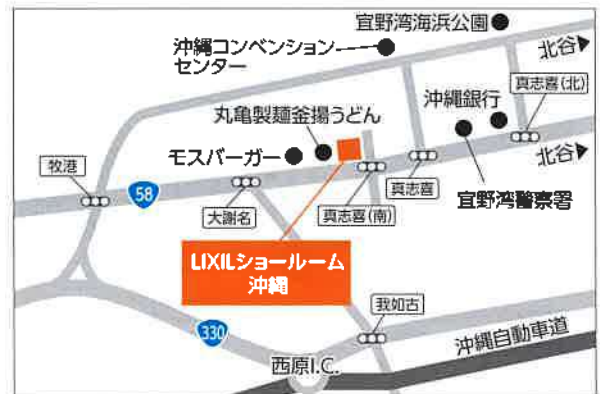 宜野湾海浜公園
沖縄コンベンション
センター
北谷
真志喜(北)
沖縄銀行
丸亀製麺釜揚うどん
モスバーガー
北谷
牧港
真志喜
宜野湾警察署
58
大謝名
真志喜(南)
LIXILショールーム
沖縄
我如古
330
沖縄自動車道
西原I.C.